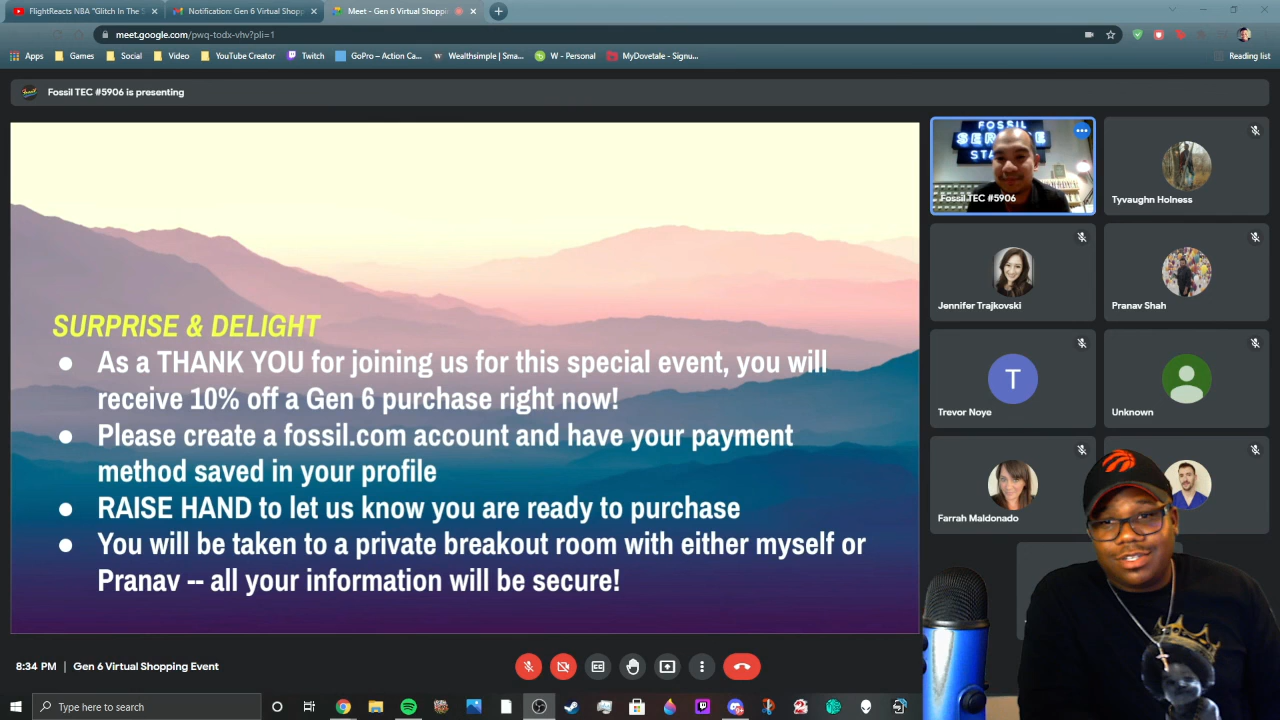 FlightReacts NBA "Glitch In The S
Notification: Gen 6 Virtual Shopp
Meet - Gen 6 Virtual Shoppi
meet.google.com/pwq-todx-vhv?pli=1
Apps
Games
Social
Video
YouTube Creator
Twitch
GoPro – Action Ca...
Wealthsimple | Sma...
W - Personal
MyDovetale - Signu...
Reading list
Fossil TEC #5906 is presenting
SURPRISE & DELIGHT
● As a THANK YOU for joining us for this special event, you will
receive 10% off a Gen 6 purchase right now!
● Please create a fossil.com account and have your payment
method saved in your profile
● RAISE HAND to let us know you are ready to purchase
● You will be taken to a private breakout room with either myself or
Pranav -- all your information will be secure!
FOSSIL
Fossil TEC #5906
Tyvaughn Holness
Jennifer Trajkovski
Pranav Shah
T
Trevor Noye
Unknown
Farrah Maldonado
8:34 PM | Gen 6 Virtual Shopping Event
Type here to search